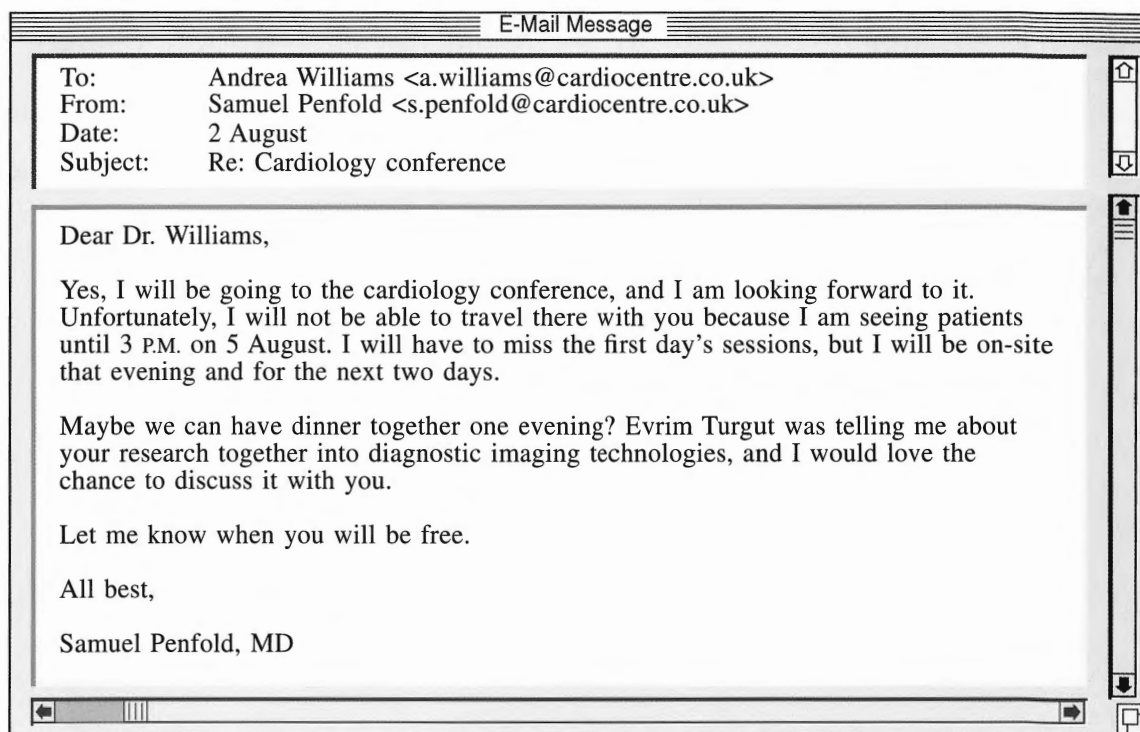 E-Mail Message
To: Andrea Williams <a.williams@cardiocentre.co.uk>
From: Samuel Penfold <s.penfold@cardiocentre.co.uk>
Date: 2 August
Subject: Re: Cardiology conference
Dear Dr. Williams,
Yes, I will be going to the cardiology conference, and I am looking forward to it.
Unfortunately, I will not be able to travel there with you because I am seeing patients
until 3 P.M. on 5 August. I will have to miss the first day's sessions, but I will be on-site
that evening and for the next two days.
Maybe we can have dinner together one evening? Evrim Turgut was telling me about
your research together into diagnostic imaging technologies, and I would love the
chance to discuss it with you.
Let me know when you will be free.
All best,
Samuel Penfold, MD